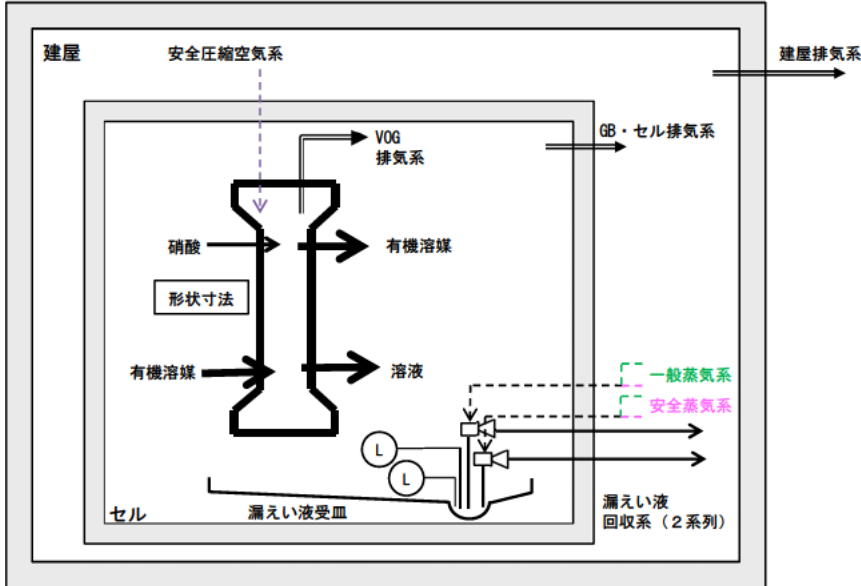 建屋
安全圧縮空気系
建屋排気系
VOG
排気系
GB・セル排気系
硝酸
有機溶媒
形状寸法
有機溶媒
溶液
一般蒸気系
安全蒸気系
L
L
セル
漏えい液受皿
漏えい液
回収系(2系列)